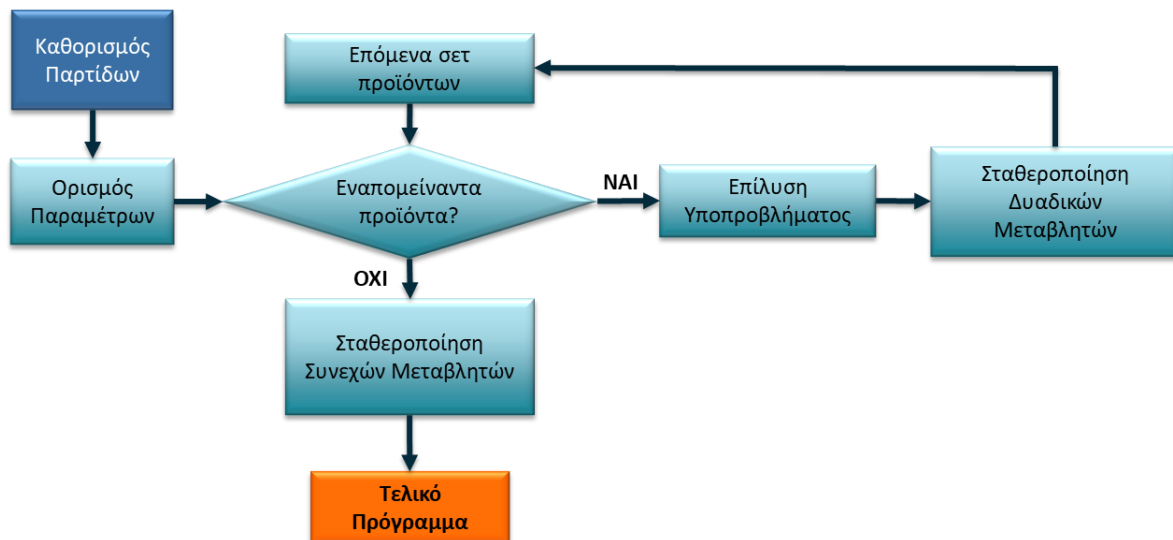 Καθορισμός
Παρτίδων
Επόμενα σετ
προϊόντων
Ορισμός
Παραμέτρων
Εναπομείναντα
προϊόντα?
ΝΑΙ
Επίλυση
Υποπροβλήματος
Σταθεροποίηση
Δυαδικών
Μεταβλητών
ΟΧΙ
Σταθεροποίηση
Συνεχών Μεταβλητών
Τελικό
Πρόγραμμα